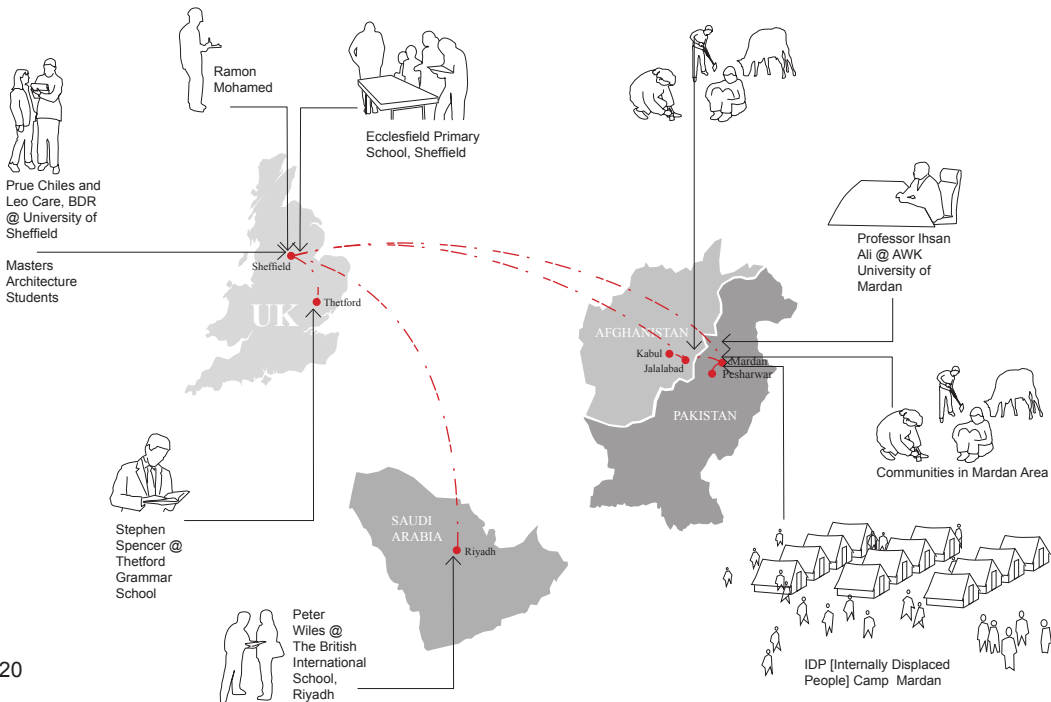 Ramon
Mohamed
Ecclesfield Primary
School, Sheffield
Prue Chiles and
Leo Care, BDR
@ University of
Sheffield
Masters
Architecture
Students
Sheffield
Thetford
UK
Professor Ihsan
Ali @ AWK
University of
Mardan
AFGHANISTAN
Kabul
Jalalabad
Mardan
Pesharwar
PAKISTAN
Communities in Mardan Area
Stephen
Spencer @
Thetford
Grammar
School
SAUDI
ARABIA
Riyadh
Peter
Wiles @
The British
International
School,
Riyadh
IDP [Internally Displaced
People] Camp  Mardan
20